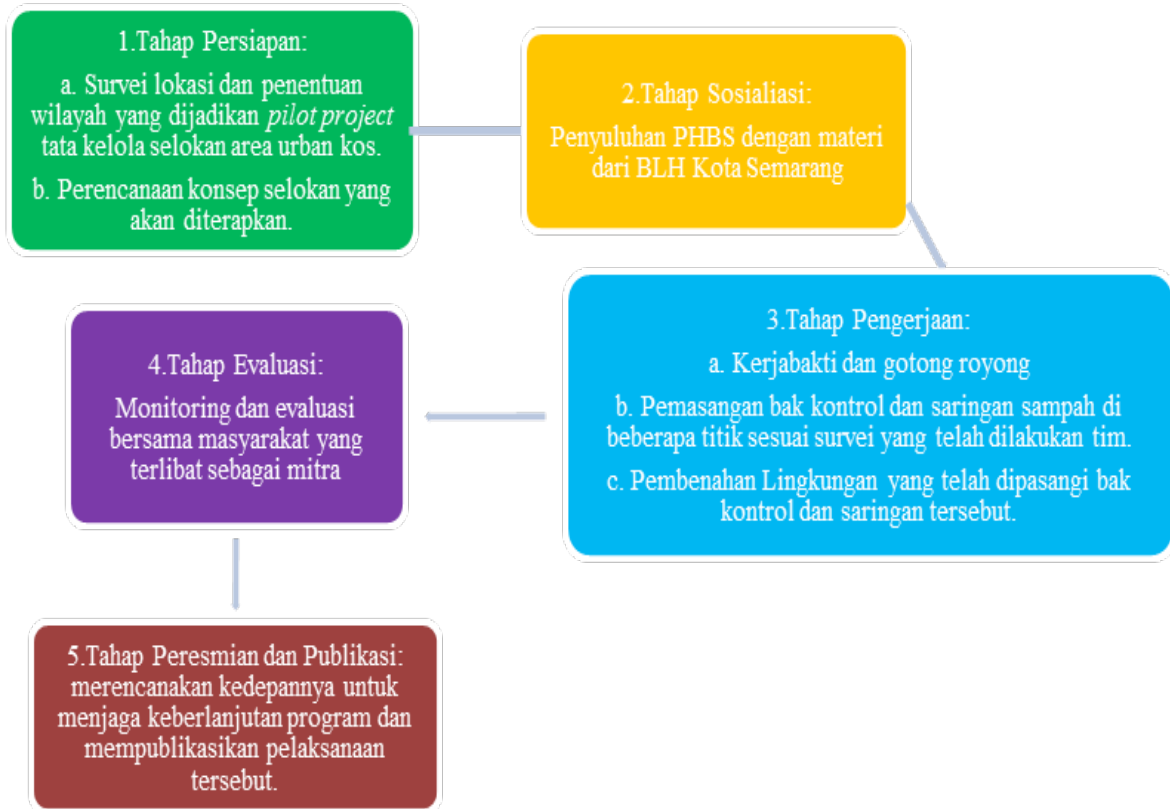 1.Tahap Persiapan:
a. Survei lokasi dan penentuan
wilayah yang dijadikan pilot project
tata kelola selokan area urban kos.
b. Perencanaan konsep selokan yang
akan diterapkan.
2.Tahap Sosialiasi:
Penyuluhan PHBS dengan materi
dari BLH Kota Semarang
3.Tahap Pengerjaan:
a. Kerjabakti dan gotong royong
b. Pemasangan bak kontrol dan saringan sampah di
beberapa titik sesuai survei yang telah dilakukan tim.
c. Pembenahan Lingkungan yang telah dipasangi bak
kontrol dan saringan tersebut.
4.Tahap Evaluasi:
Monitoring dan evaluasi
bersama masyarakat yang
terlibat sebagai mitra
5.Tahap Peresmian dan Publikasi:
merencanakan kedepannya untuk
menjaga keberlanjutan program dan
mempublikasikan pelaksanaan
tersebut.